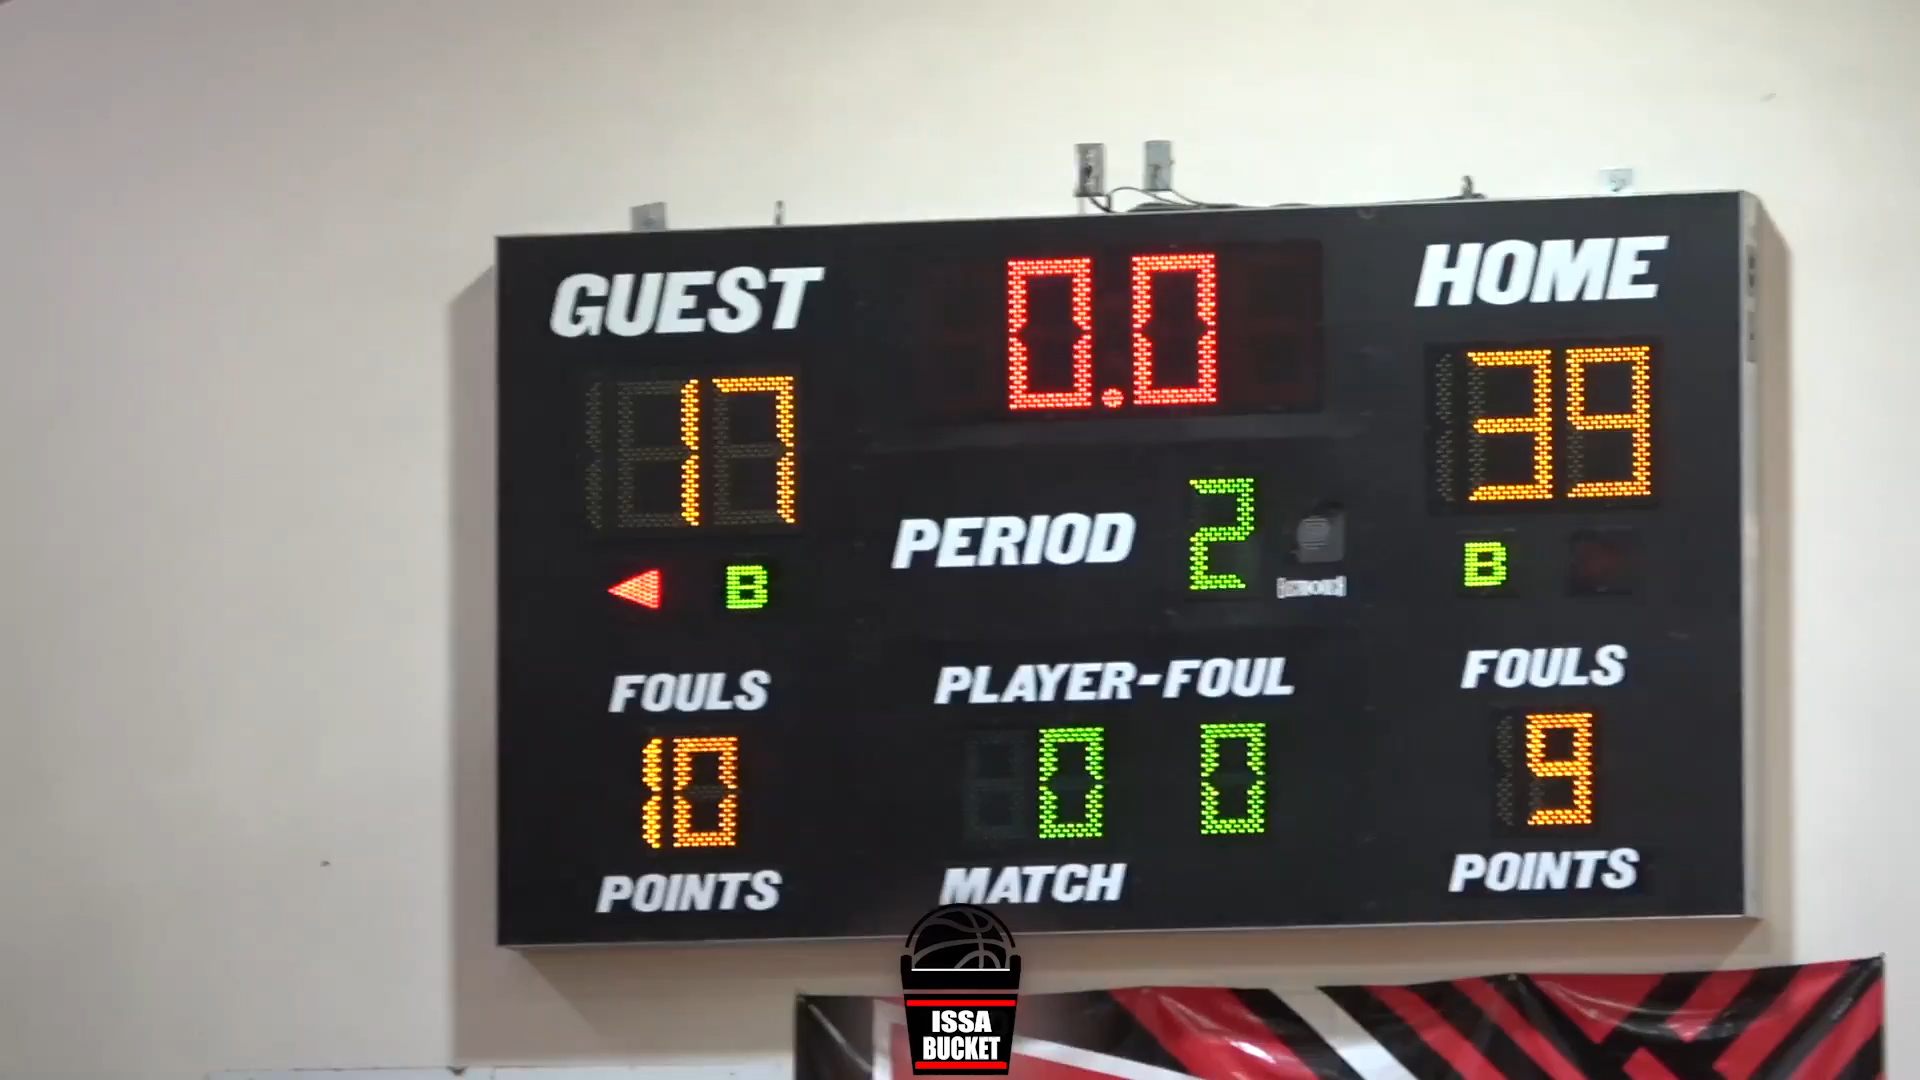 GUEST
0.0
HOME
17
39
PERIOD 2
B
B
FOULS
PLAYER-FOUL
FOULS
10
0 0
9
POINTS
MATCH
POINTS
ISSA
BUCKET